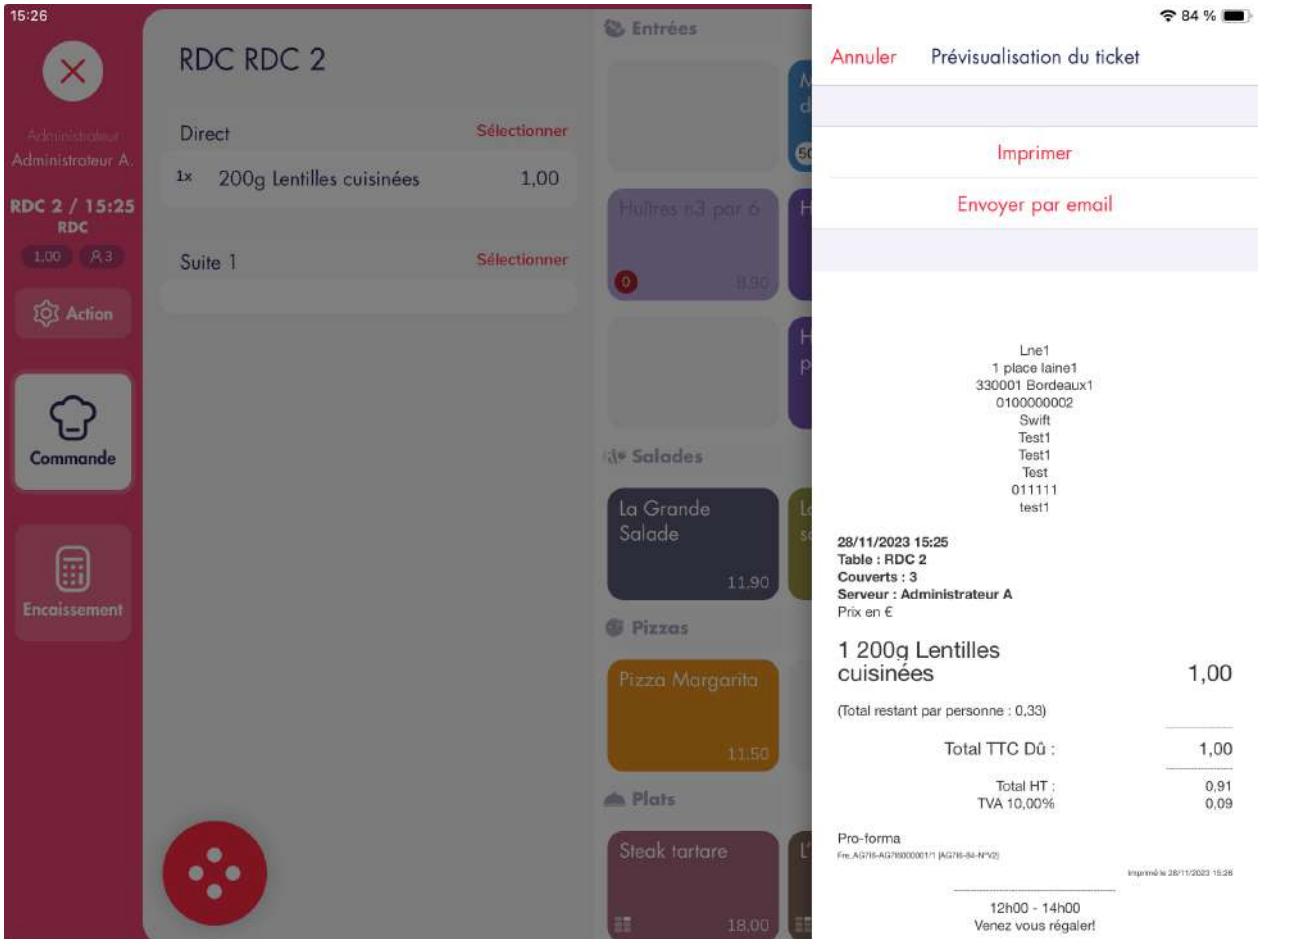 15:26
84 %
Administrateur
Administrateur A.
RDC 2 / 15:25
RDC
1,00
3
Action
Commande
Encaissement
RDC RDC 2
Direct
Sélectionner
1x 200g Lentilles cuisinées 1,00
Suite 1
Sélectionner
Entrées
Huîtres n3 par 6
0
8.90
Salades
La Grande
Salade
11.90
Pizzas
Pizza Margarita
11.50
Plats
Steak tartare
18.00
Annuler
Prévisualisation du ticket
Imprimer
Envoyer par email
Lne1
1 place laine1
330001 Bordeaux1
0100000002
Swift
Test1
Test1
Test
011111
test1
28/11/2023 15:25
Table : RDC 2
Couverts : 3
Serveur : Administrateur A
Prix en €
1 200g Lentilles
cuisinées 1,00
(Total restant par personne : 0,33)
Total TTC Dû : 1,00
Total HT : 0,91
TVA 10,00% 0,09
Pro-forma
Imprimé le 28/11/2023 15:26
12h00 - 14h00
Venez vous régaler!